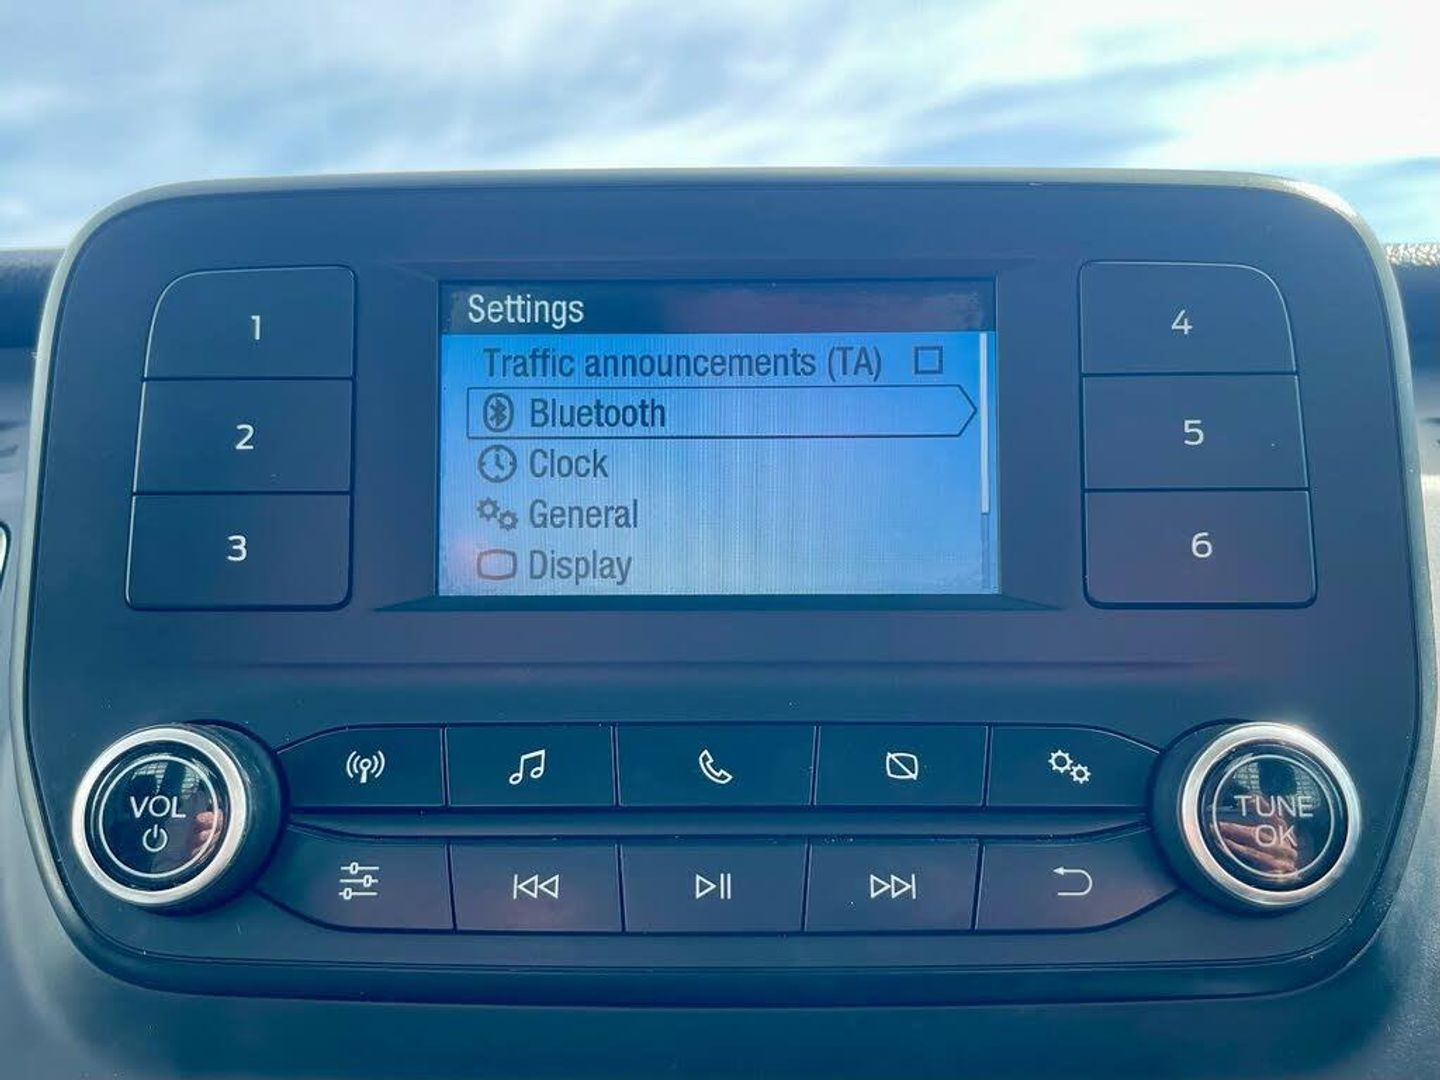 Settings
Traffic announcements (TA)
Bluetooth
Clock
General
Display
1
2
3
4
5
6
VOL
TUNE
OK